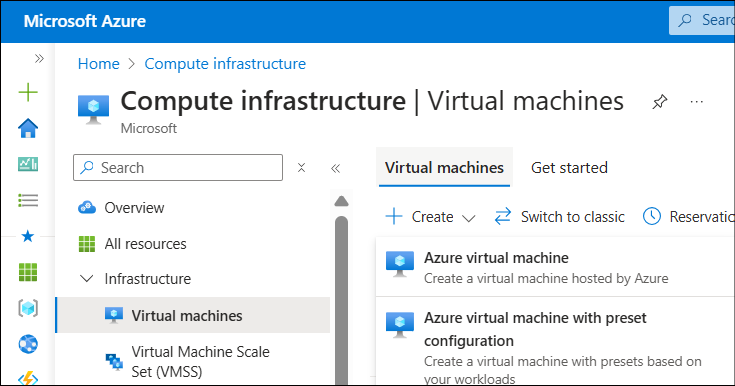 Microsoft Azure
Sear
Home > Compute infrastructure
Compute infrastructure | Virtual machines
Microsoft
Search
Virtual machines
Get started
Overview
All resources
Infrastructure
Virtual machines
Virtual Machine Scale
Set (VMSS)
Create
Switch to classic
Reservatio
Azure virtual machine
Create a virtual machine hosted by Azure
Azure virtual machine with preset
configuration
Create a virtual machine with presets based on
your workloads